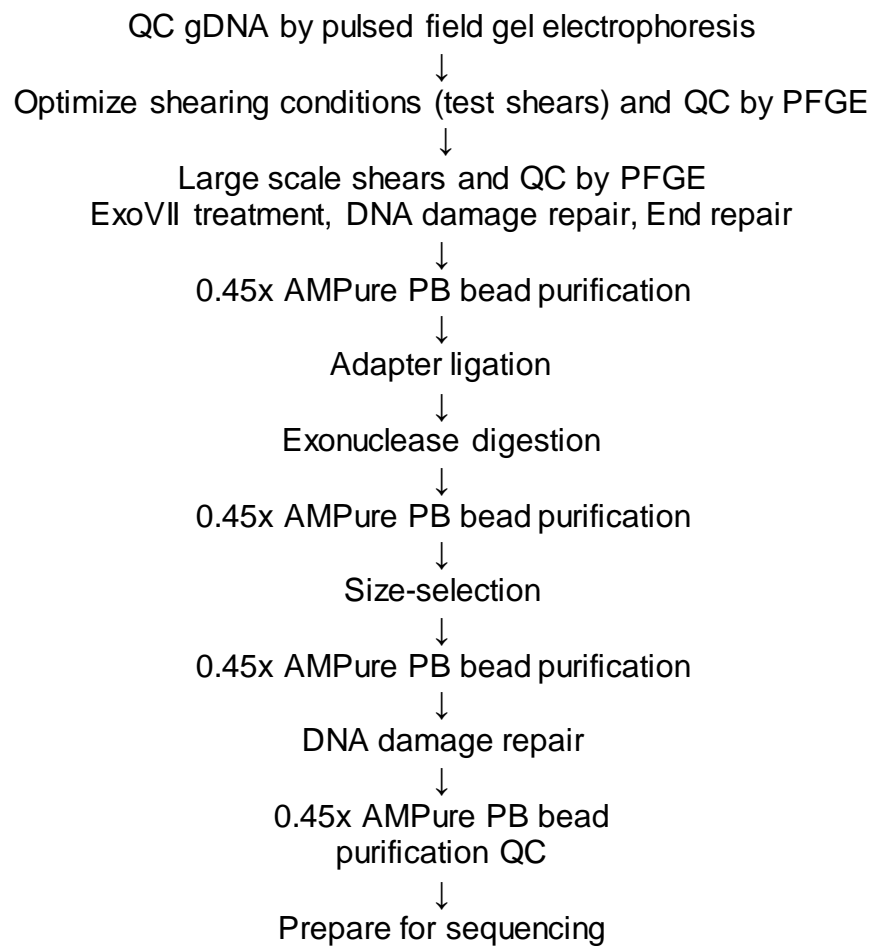 QC gDNA by pulsed field gel electrophoresis
↓
Optimize shearing conditions (test shears) and QC by PFGE
↓
Large scale shears and QC by PFGE
ExoVII treatment, DNA damage repair, End repair
↓
0.45x AMPure PB bead purification
↓
Adapter ligation
↓
Exonuclease digestion
↓
0.45x AMPure PB bead purification
↓
Size-selection
↓
0.45x AMPure PB bead purification
↓
DNA damage repair
↓
0.45x AMPure PB bead
purification QC
↓
Prepare for sequencing